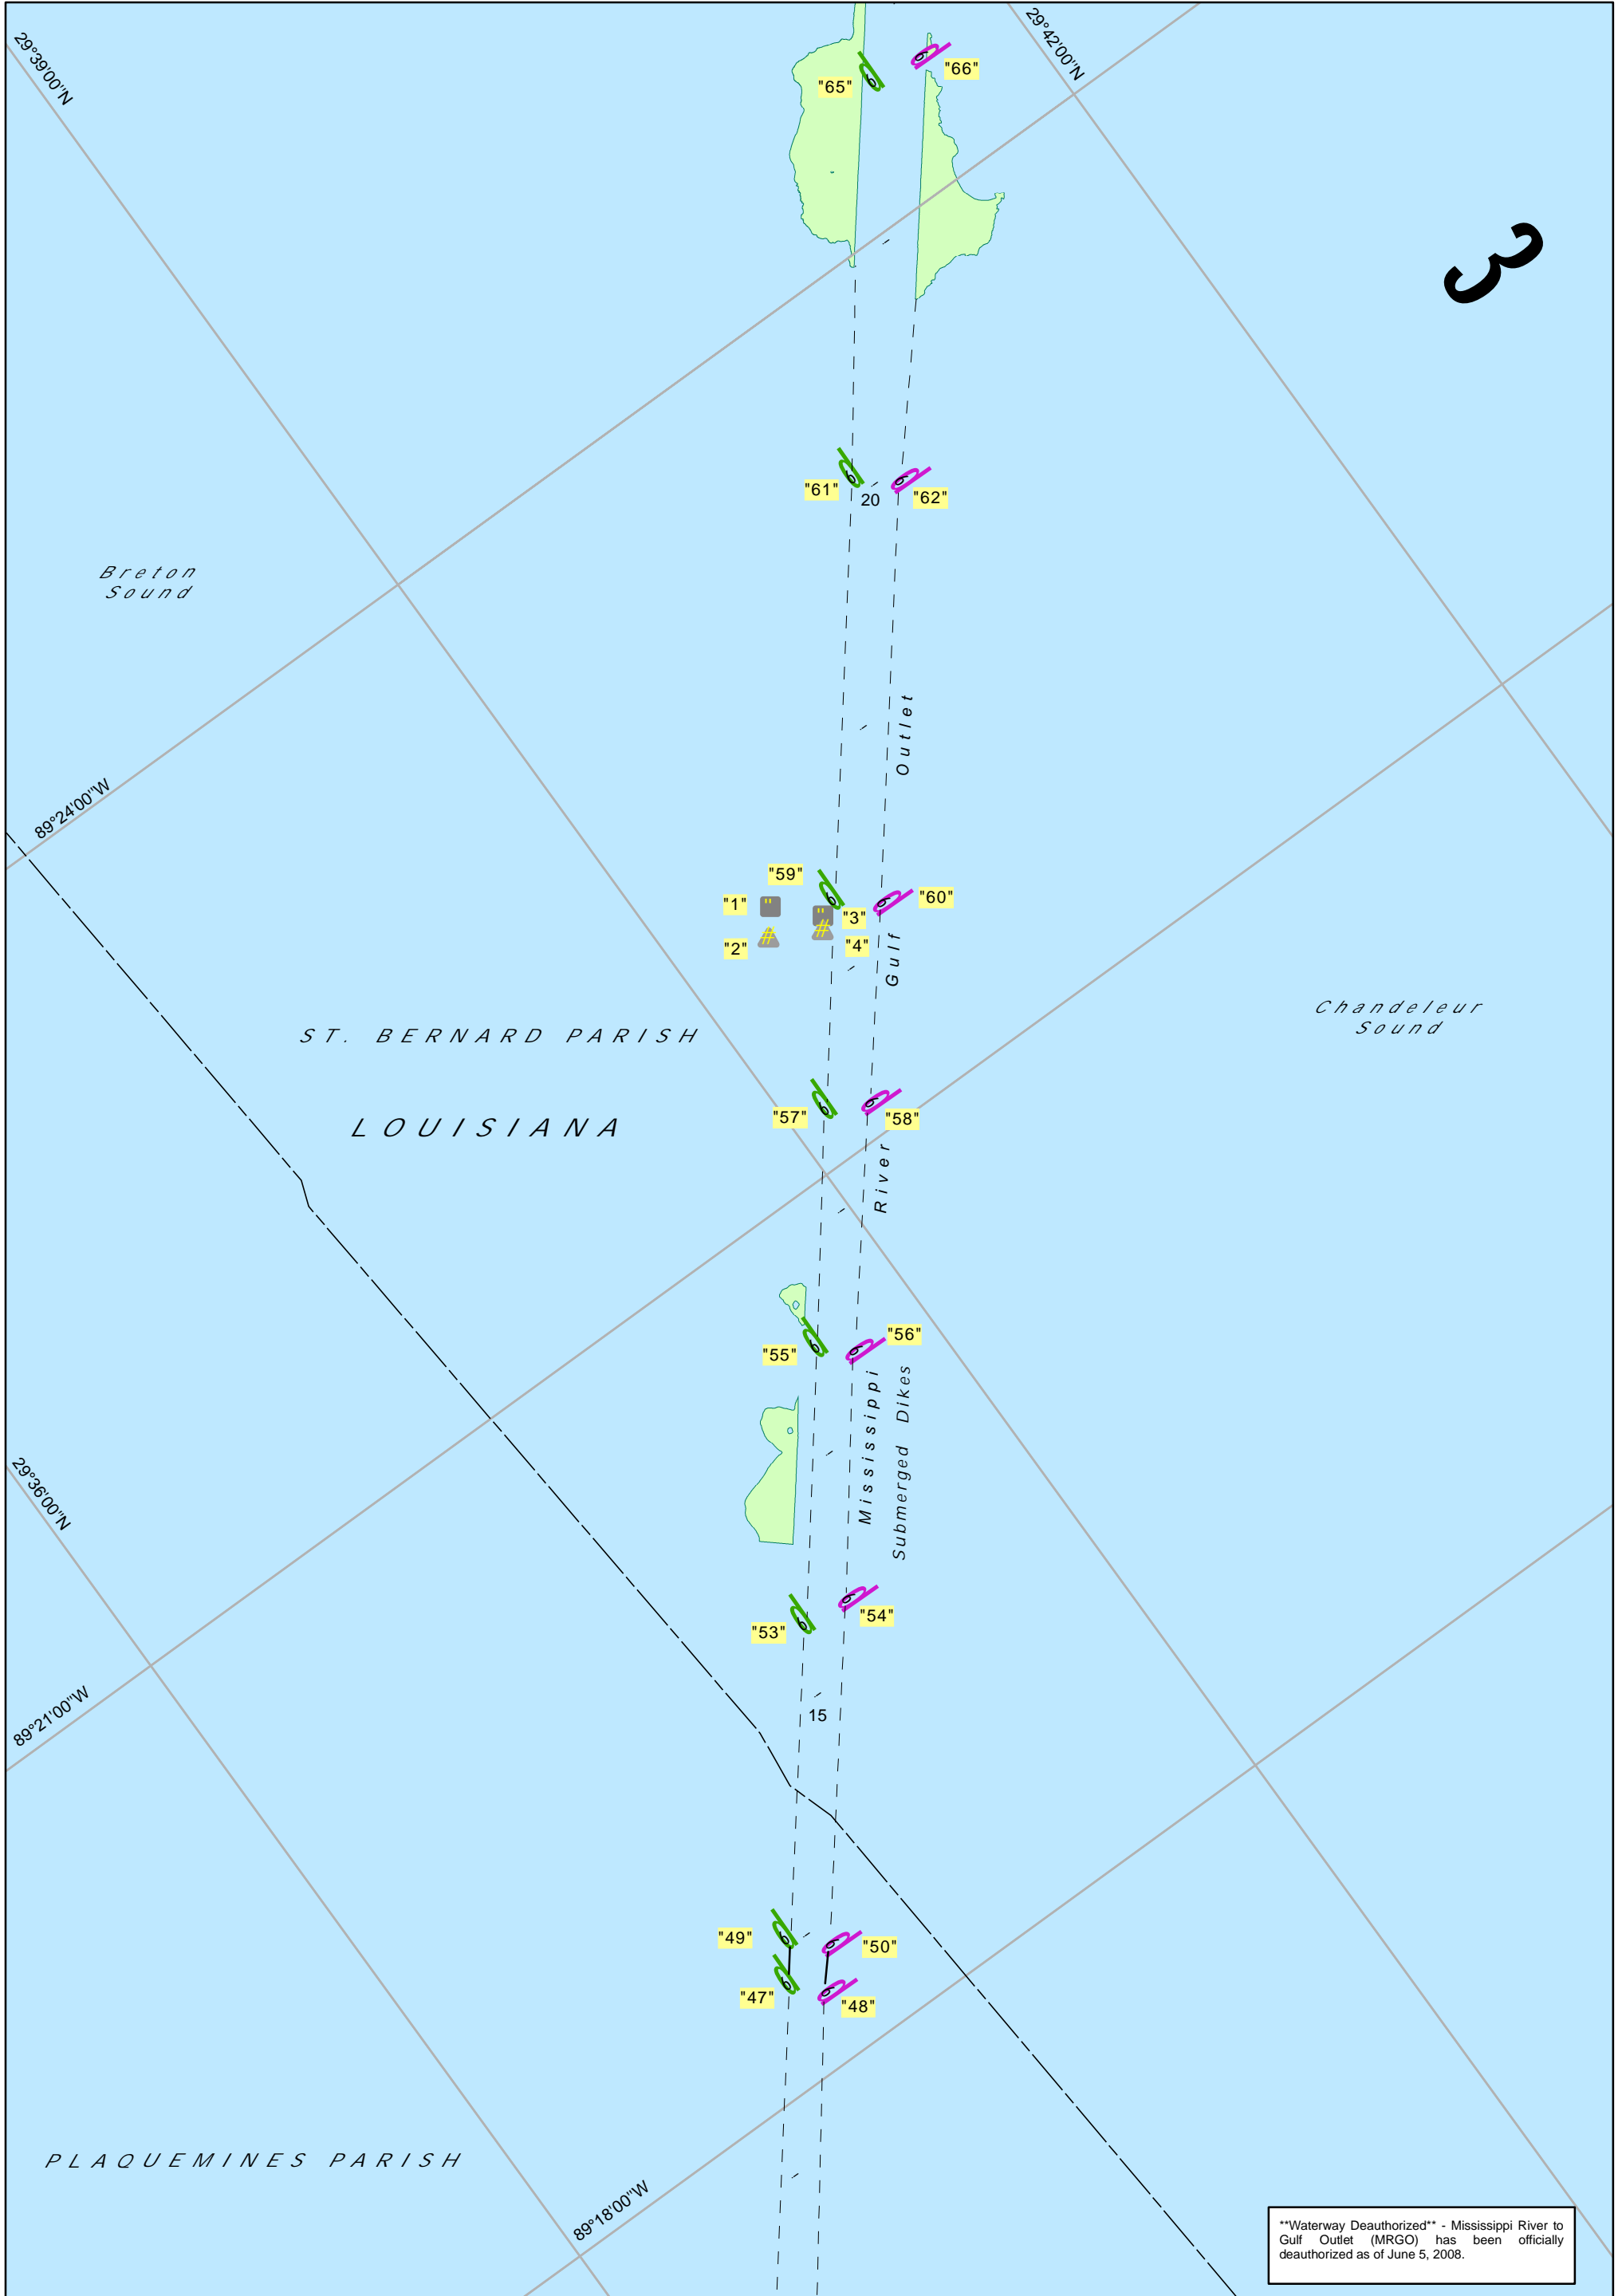 29°39'00"N
29°42'00"N
"66"
"65"
3
"61"
20
"62"
Breton
Sound
Outlet
89°24'00"W
"59"
"60"
"1"
"3"
"2"
"4"
Gulf
Chandeleur
Sound
ST. BERNARD PARISH
"57"
"58"
LOUISIANA
River
"56"
"55"
Mississippi
Submerged Dikes
29°36'00"N
"54"
"53"
89°21'00"W
15
"49"
"50"
"47"
"48"
PLAQUEMINES PARISH
89°18'00"W
**Waterway Deauthorized** - Mississippi River to
Gulf Outlet (MRGO) has been officially
deauthorized as of June 5, 2008.